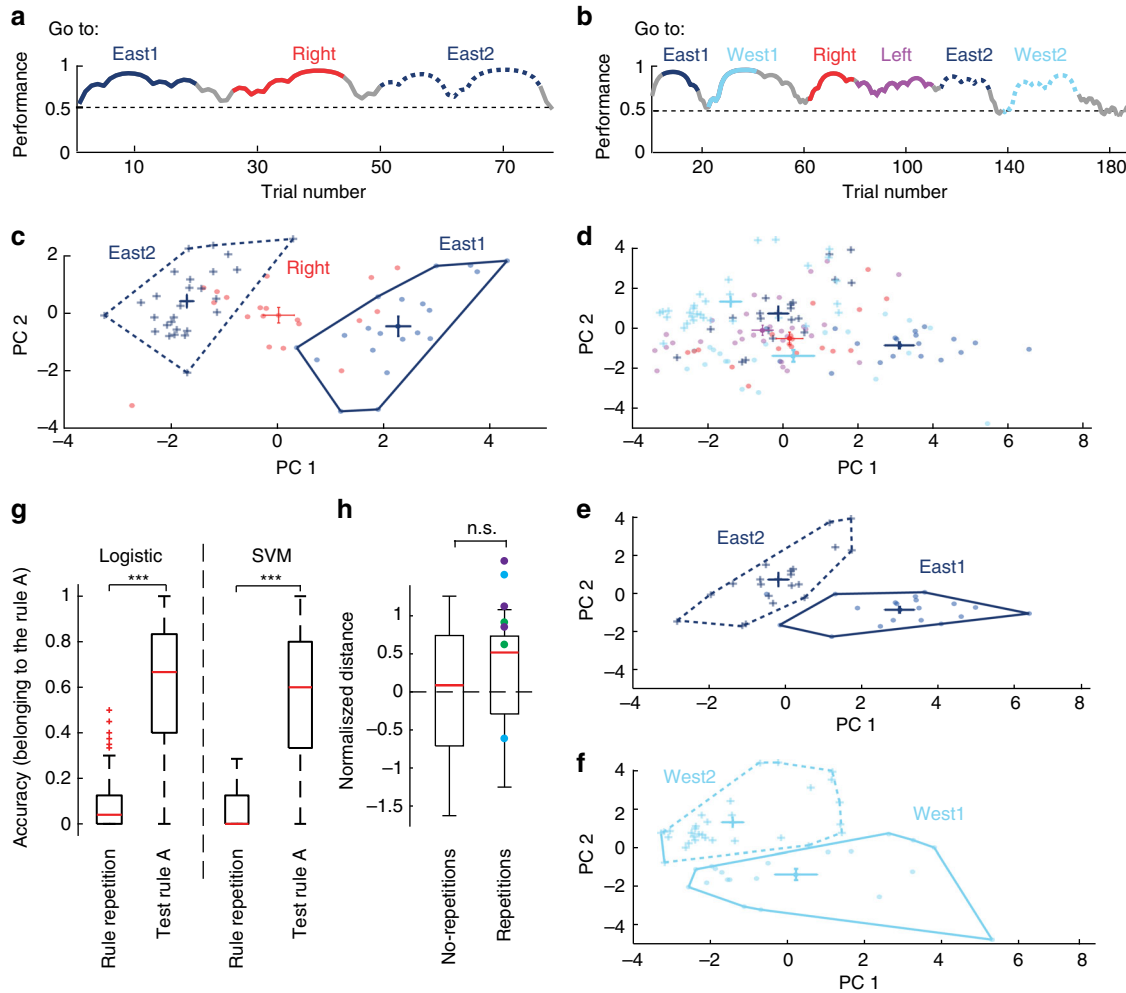 a
Go to:
East1 Right East2
Performance
1
0.5
0
10 30 50 70
Trial number
b
Go to:
East1 West1 Right Left East2 West2
Performance
1
0.5
0
20 60 100 140 180
Trial number
c
East2
Right
East1
PC 2
2
0
−2
−4
−4 −2 0 2 4
PC 1
d
PC 2
4
2
0
−2
−4
−4 −2 0 2 4 6 8
PC 1
e
East2
East1
PC 2
4
2
0
−2
−4
−4 −2 0 2 4 6 8
PC 1
f
West2
West1
PC 2
4
2
0
−2
−4
−4 −2 0 2 4 6 8
PC 1
g
Logistic SVM
*** ***
Accuracy (belonging to the rule A)
1
0.8
0.6
0.4
0.2
0
Rule repetition
Test rule A
Rule repetition
Test rule A
h
n.s.
Normaliszed distance
1
0.5
0
−0.5
−1
−1.5
No-repetitions
Repetitions